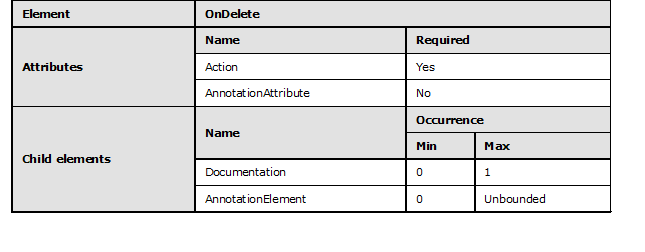 Element OnDelete
Attributes
Name Required
Action Yes
AnnotationAttribute No
Child elements
Name
Occurrence
Min Max
Documentation 0 1
AnnotationElement 0 Unbounded